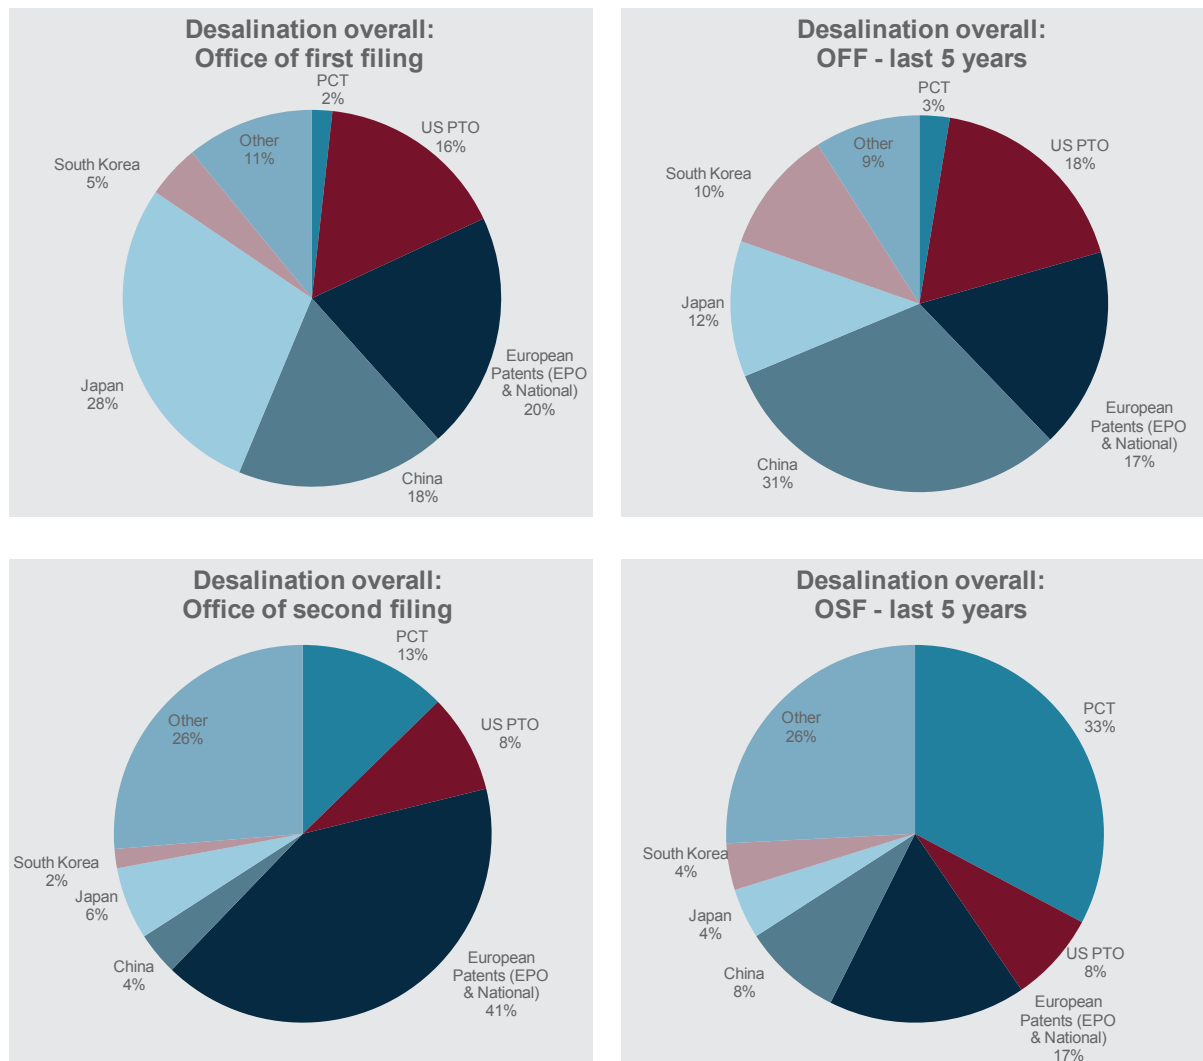 Desalination overall:
Office of first filing
PCT
2%
US PTO
16%
European
Patents (EPO
& National)
20%
China
18%
Japan
28%
South Korea
5%
Other
11%
Desalination overall:
OFF - last 5 years
PCT
3%
US PTO
18%
European
Patents (EPO
& National)
17%
China
31%
Japan
12%
South Korea
10%
Other
9%
Desalination overall:
Office of second filing
PCT
13%
US PTO
8%
European
Patents (EPO
& National)
41%
China
4%
Japan
6%
South Korea
2%
Other
26%
Desalination overall:
OSF - last 5 years
PCT
33%
US PTO
8%
European
Patents (EPO
& National)
17%
China
8%
Japan
4%
South Korea
4%
Other
26%